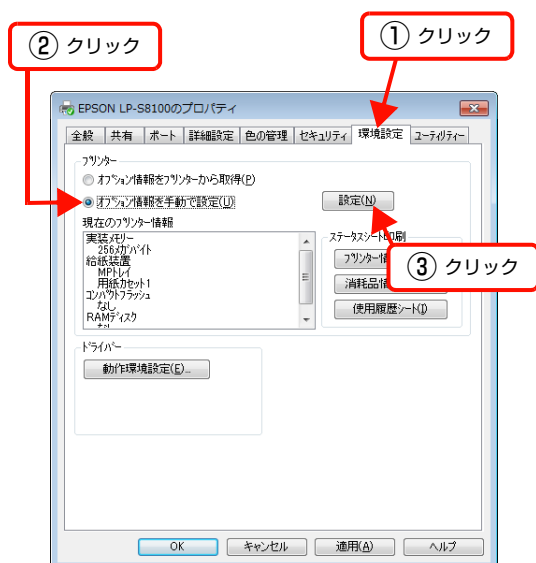 ② クリック
① クリック
EPSON LP-S8100のプロパティ
全般 共有 ポート 詳細設定 色の管理 セキュリティ 環境設定 ユーティリティー
プリンター
オプション情報をプリンターから取得(P)
オプション情報を手動で設定(U)
設定(N)
現在のプリンター情報
実装メモリー
256メガバイト
給紙装置
MPトレイ
用紙カセット1
コンパクトフラッシュ
なし
RAMディスク
ステータスシート印刷
プリンター情
消耗品情
使用履歴シート(I)
③ クリック
ドライバー
動作環境設定(E)...
OK キャンセル 適用(A) ヘルプ